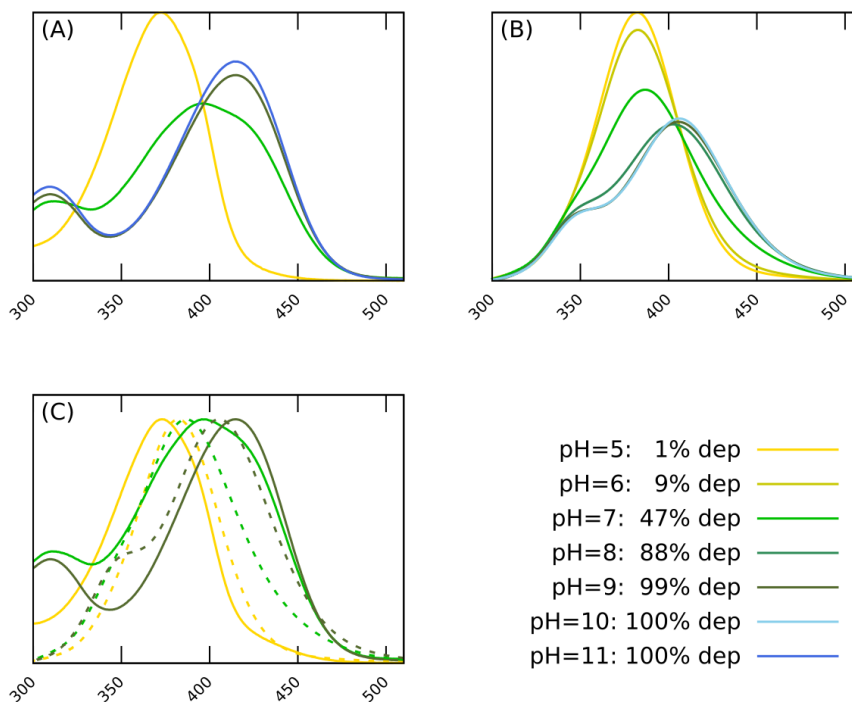 (A)
300 350 400 450 500
(B)
300 350 400 450 500
(C)
300 350 400 450 500
pH=5: 1% dep
pH=6: 9% dep
pH=7: 47% dep
pH=8: 88% dep
pH=9: 99% dep
pH=10: 100% dep
pH=11: 100% dep